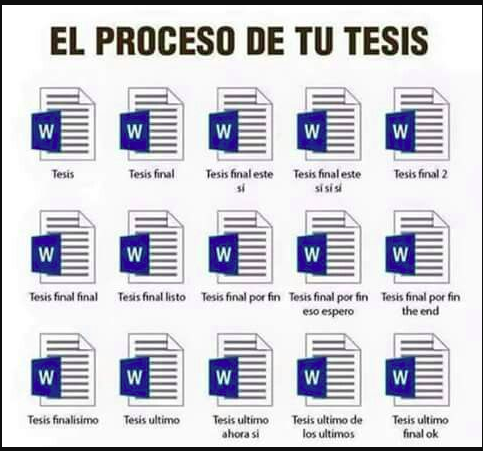 EL PROCESO DE TU TESIS
W W W W W
Tesis
Tesis final
Tesis final este
sí
Tesis final este
sí sí sí
Tesis final 2
W W W W W
Tesis final final
Tesis final listo
Tesis final por fin
Tesis final por fin
eso espero
Tesis final por fin
the end
W W W W W
Tesis finalisimo
Tesis ultimo
Tesis ultimo
ahora si
Tesis ultimo de
los ultimos
Tesis ultimo
final ok